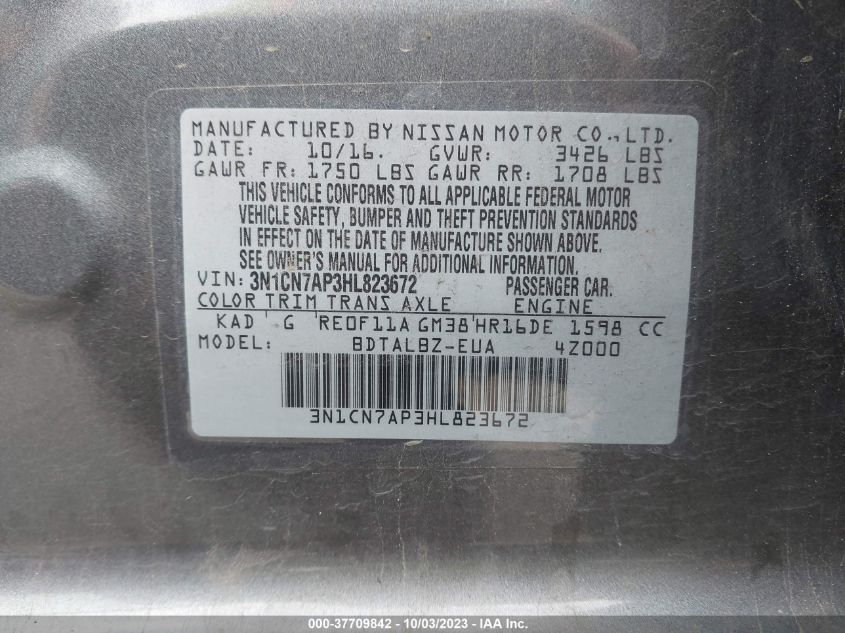 MANUFACTURED BY NISSAN MOTOR CO., LTD.
DATE: 10/16. GVWR: 3426 LBS
GAWR FR: 1750 LBS GAWR RR: 1708 LBS
THIS VEHICLE CONFORMS TO ALL APPLICABLE FEDERAL MOTOR
VEHICLE SAFETY, BUMPER AND THEFT PREVENTION STANDARDS
IN EFFECT ON THE DATE OF MANUFACTURE SHOWN ABOVE.
SEE OWNER'S MANUAL FOR ADDITIONAL INFORMATION.
VIN: 3N1CN7AP3HL823672 PASSENGER CAR.
COLOR TRIM TRANS AXLE ENGINE
KAD G RE0F11A GM38 HR16DE 1598 CC
MODEL: BDTALBZ-EUA 4Z000
3N1CN7AP3HL823672
000-37709842 / 10/03/2023 - IAA Inc.